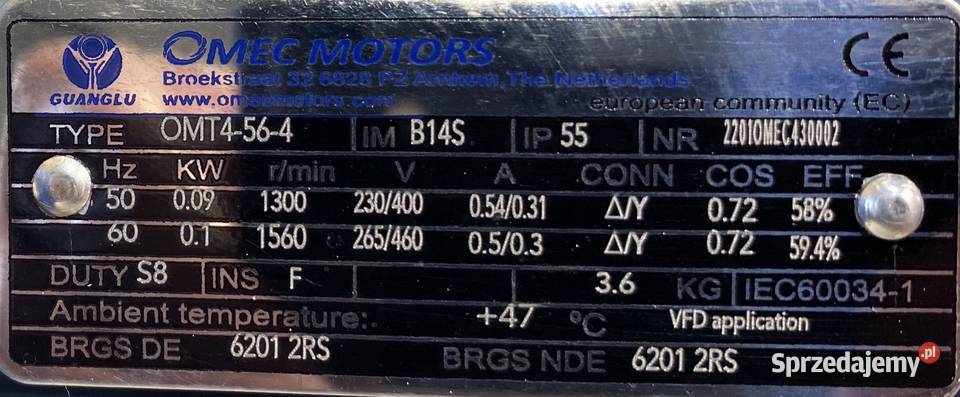 OMEC MOTORS
CE
Broekstraat 32 6828 PZ Arnhem, The Netherlands
GUANGLU www.omecmotors.com european community (EC)
TYPE OMT4-56-4 IM B14S IP 55 NR 22010MEC430002
Hz KW r/min V A CONN COS EFF
50 0.09 1300 230/400 0.54/0.31 Δ/Y 0.72 58%
60 0.1 1560 265/460 0.5/0.3 Δ/Y 0.72 59.4%
DUTY S8 INS F 3.6 KG IEC60034-1
Ambient temperature:. +47 °C VFD application
BRGS DE 6201 2RS BRGS NDE 6201 2RS
Sprzedajemy.pl